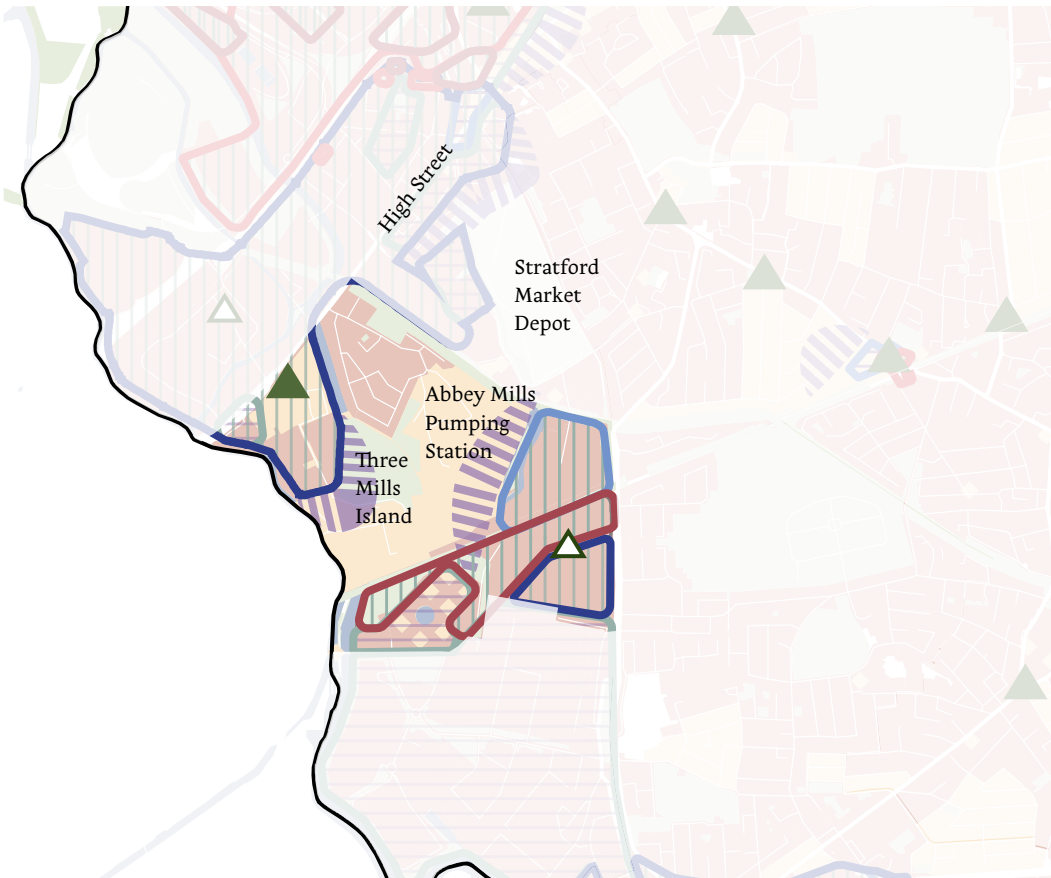 High Street
Stratford
Market
Depot
Abbey Mills
Pumping
Station
Three
Mills
Island